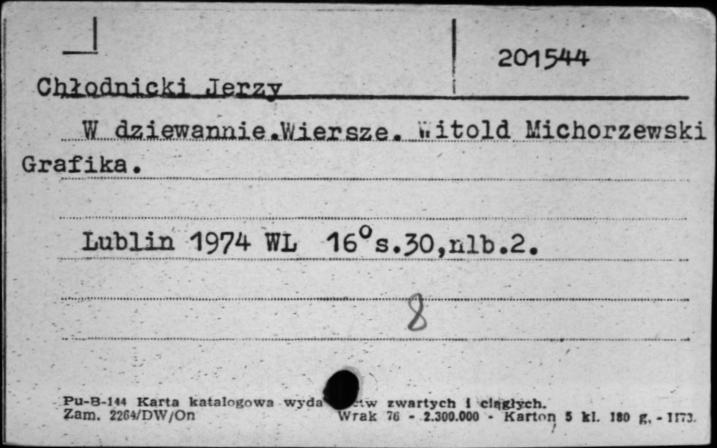 201544
Chłodnicki Jerzy
W dziewannie.Wiersze. Witold Michorzewski
Grafika.
Lublin 1974 WL 16°s.30,nlb.2.
8
Pu-B-144 Karta katalogowa zwartych i ciągłych.
Zam. 2264/DW/On Wrak 76 - 2.300.000 - Karton 5 kl. 180 g. - 1173.